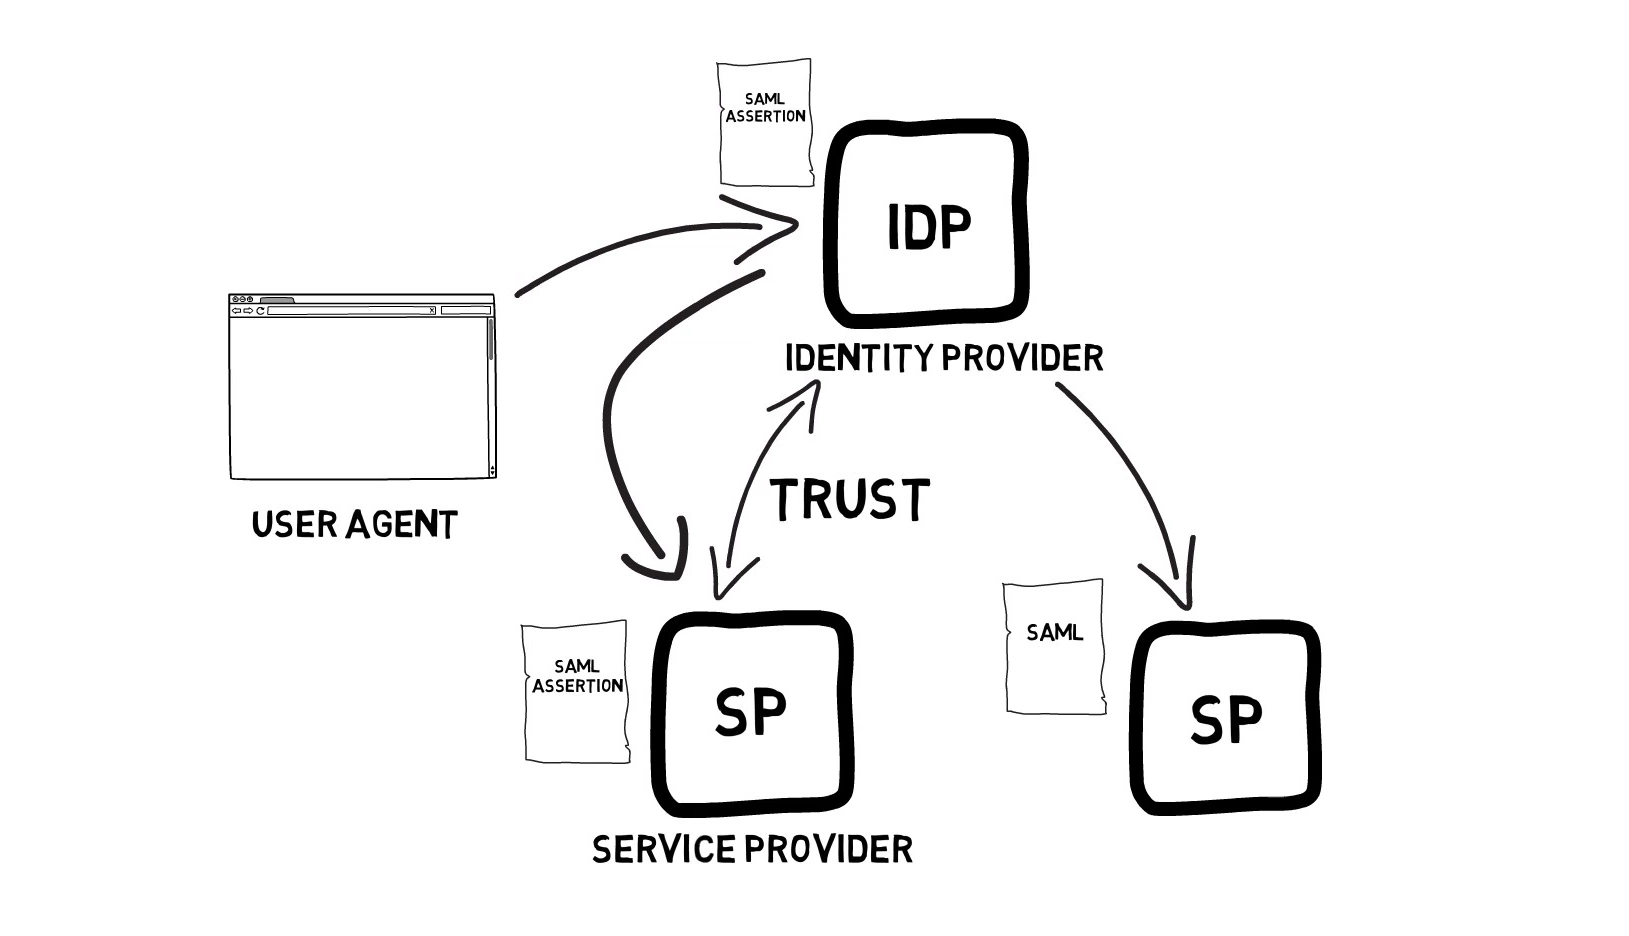 SAML
ASSERTION
IDP
IDENTITY PROVIDER
USER AGENT
TRUST
SAML
ASSERTION
SP
SERVICE PROVIDER
SAML
SP